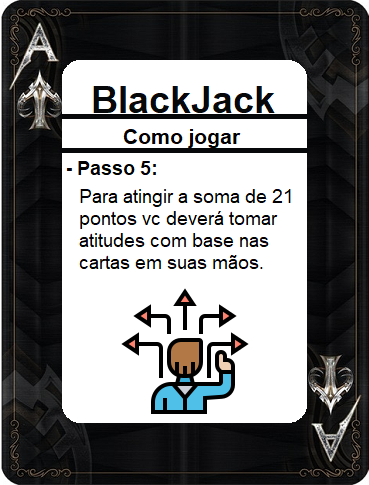 A
BlackJack
Como jogar
- Passo 5:
Para atingir a soma de 21
pontos vc deverá tomar
atitudes com base nas
cartas em suas mãos.
A